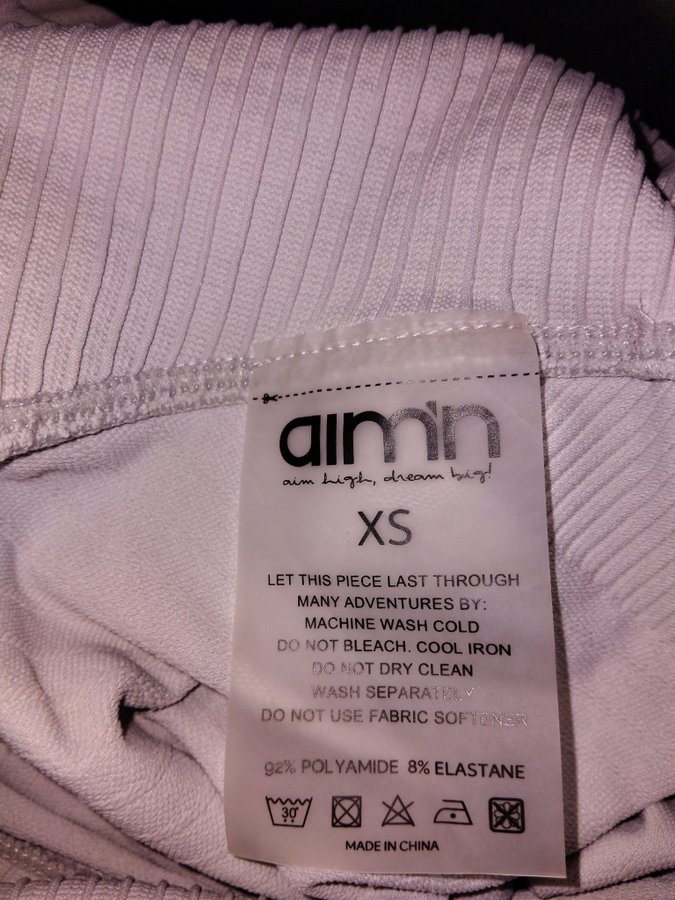 aim'n
aim high, dream big!
XS
LET THIS PIECE LAST THROUGH
MANY ADVENTURES BY:
MACHINE WASH COLD
DO NOT BLEACH. COOL IRON
DO NOT DRY CLEAN
WASH SEPARATELY
DO NOT USE FABRIC SOFTENER
92% POLYAMIDE 8% ELASTANE
30°
MADE IN CHINA